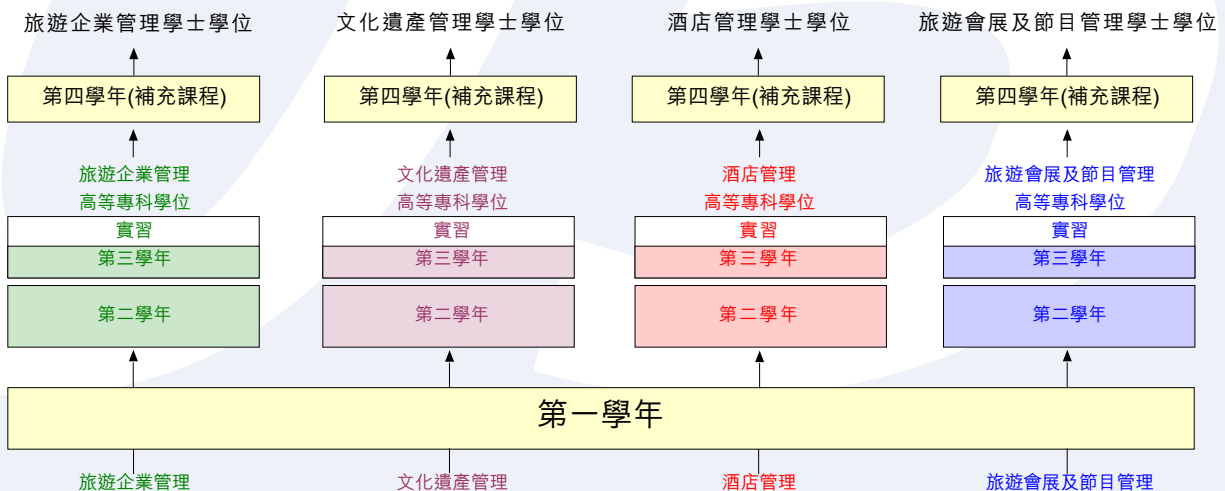 旅遊企業管理學士學位
文化遺產管理學士學位
酒店管理學士學位
旅遊會展及節目管理學士學位
第四學年(補充課程)
第四學年(補充課程)
第四學年(補充課程)
第四學年(補充課程)
旅遊企業管理
高等專科學位
文化遺產管理
高等專科學位
酒店管理
高等專科學位
旅遊會展及節目管理
高等專科學位
實習
實習
實習
實習
第三學年
第三學年
第三學年
第三學年
第二學年
第二學年
第二學年
第二學年
第一學年
旅遊企業管理
文化遺產管理
酒店管理
旅遊會展及節目管理